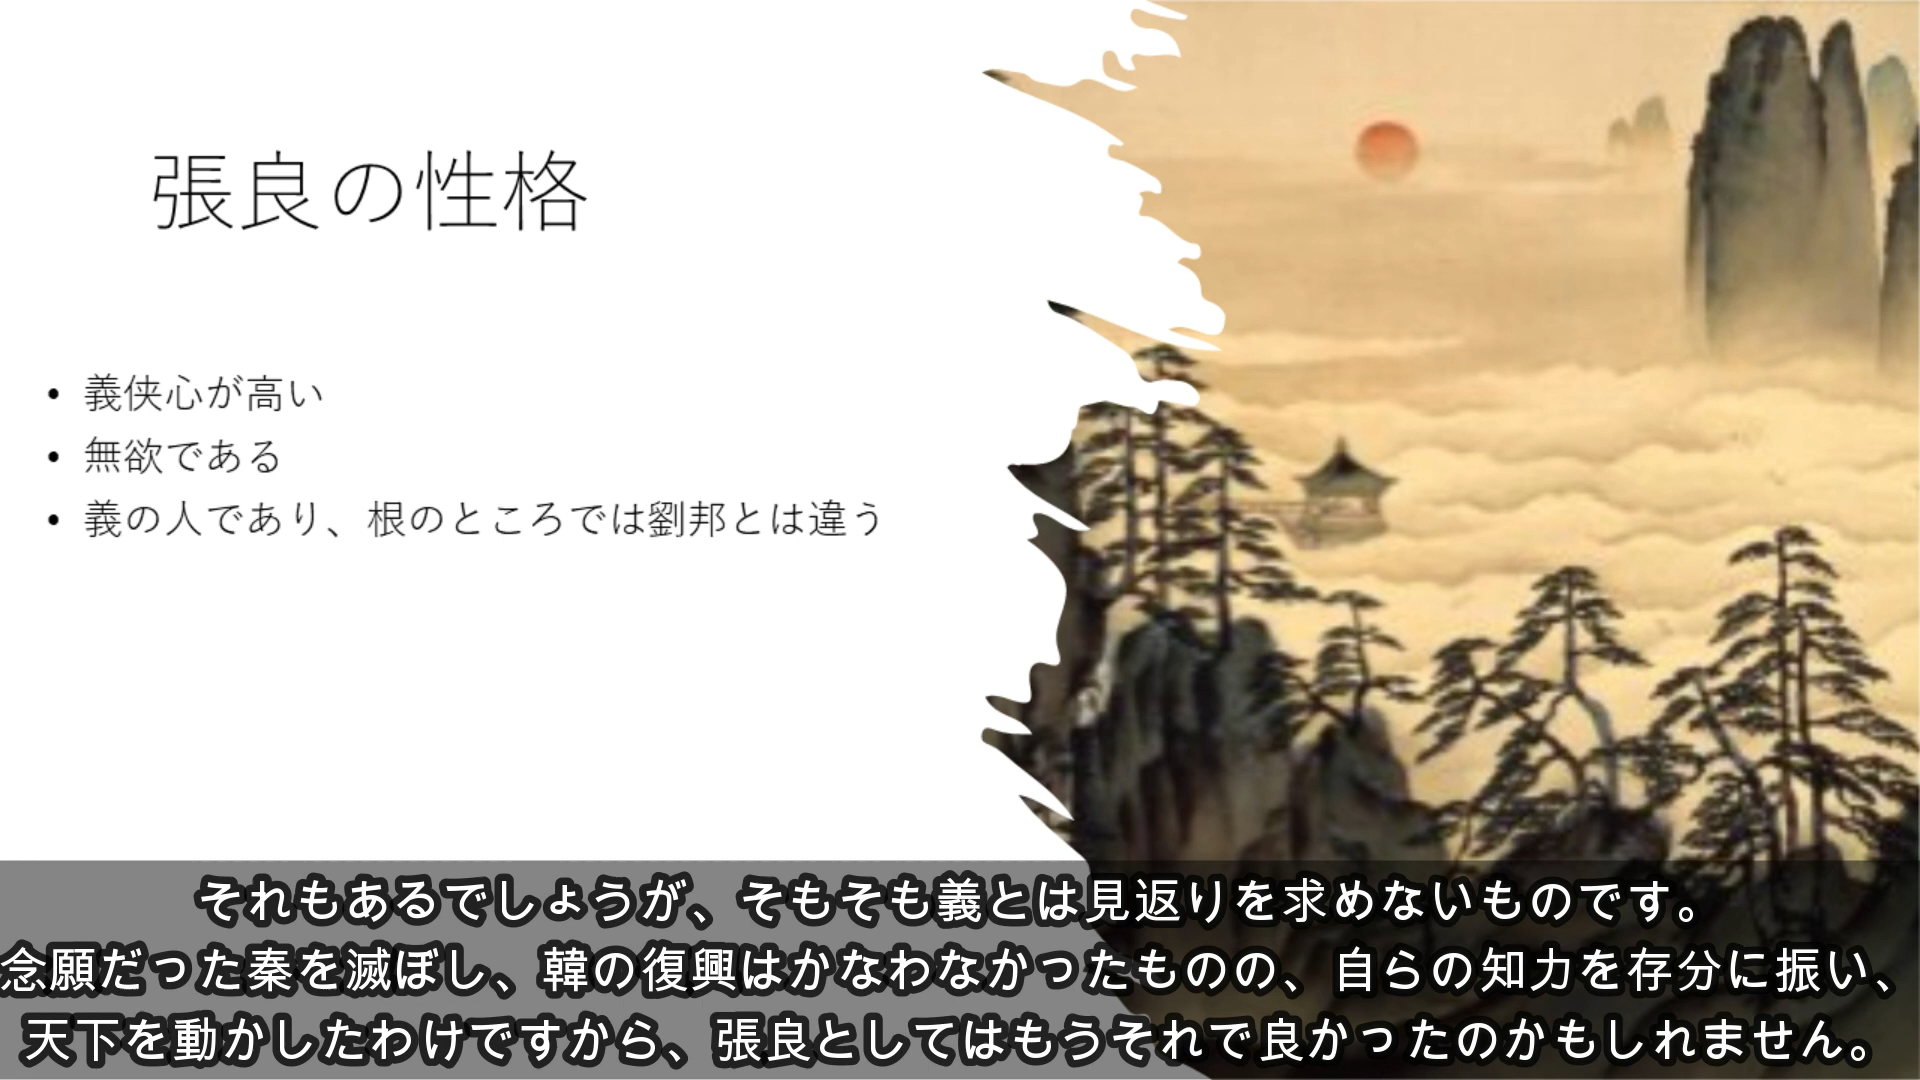 張良の性格
• 義侠心が高い
• 無欲である
• 義の人であり、根のところでは劉邦とは違う
それもあるでしょうが、そもそも義とは見返りを求めないものです。
念願だった秦を滅ぼし、韓の復興はかなわなかったものの、自らの知力を存分に振い、
天下を動かしたわけですから、張良としてはもうそれで良かったのかもしれません。